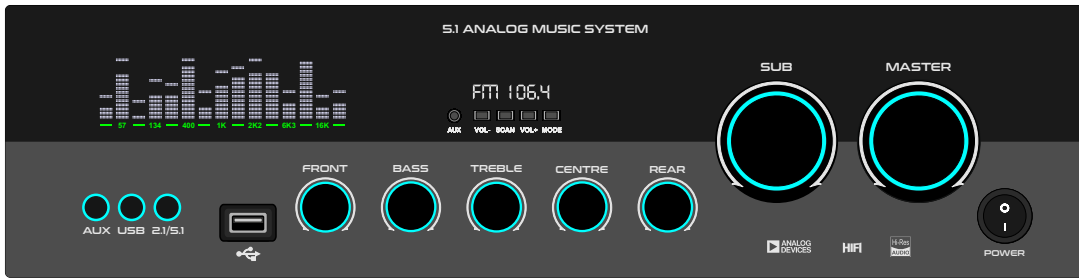 5.1 ANALOG MUSIC SYSTEM
SUB
MASTER
FM 106.4
57 134 400 1K 2K2 6K3 16K
AUX VOL- SCAN VOL+ MODE
FRONT
BASS
TREBLE
CENTRE
REAR
AUX USB 2.1/5.1
ANALOG
DEVICES
HIFI
Hi-Res
AUDIO
POWER